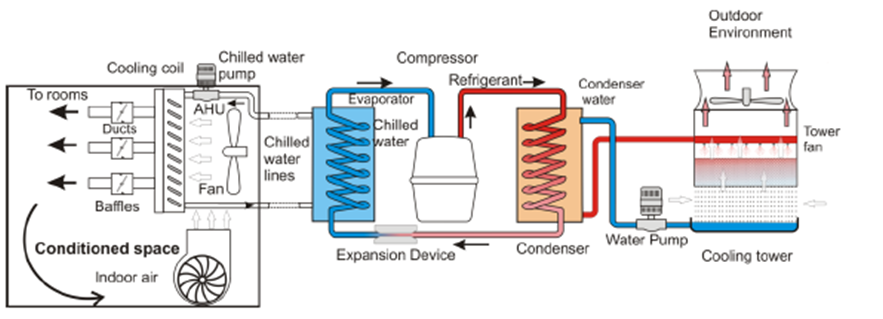 Outdoor
Environment
Cooling coil
Chilled water
pump
Compressor
Refrigerant
Condenser
water
To rooms
AHU
Evaporator
Ducts
Chilled
water
lines
Chilled
water
Tower
fan
Fan
Baffles
Conditioned space
Indoor air
Expansion Device
Condenser
Water Pump
Cooling tower